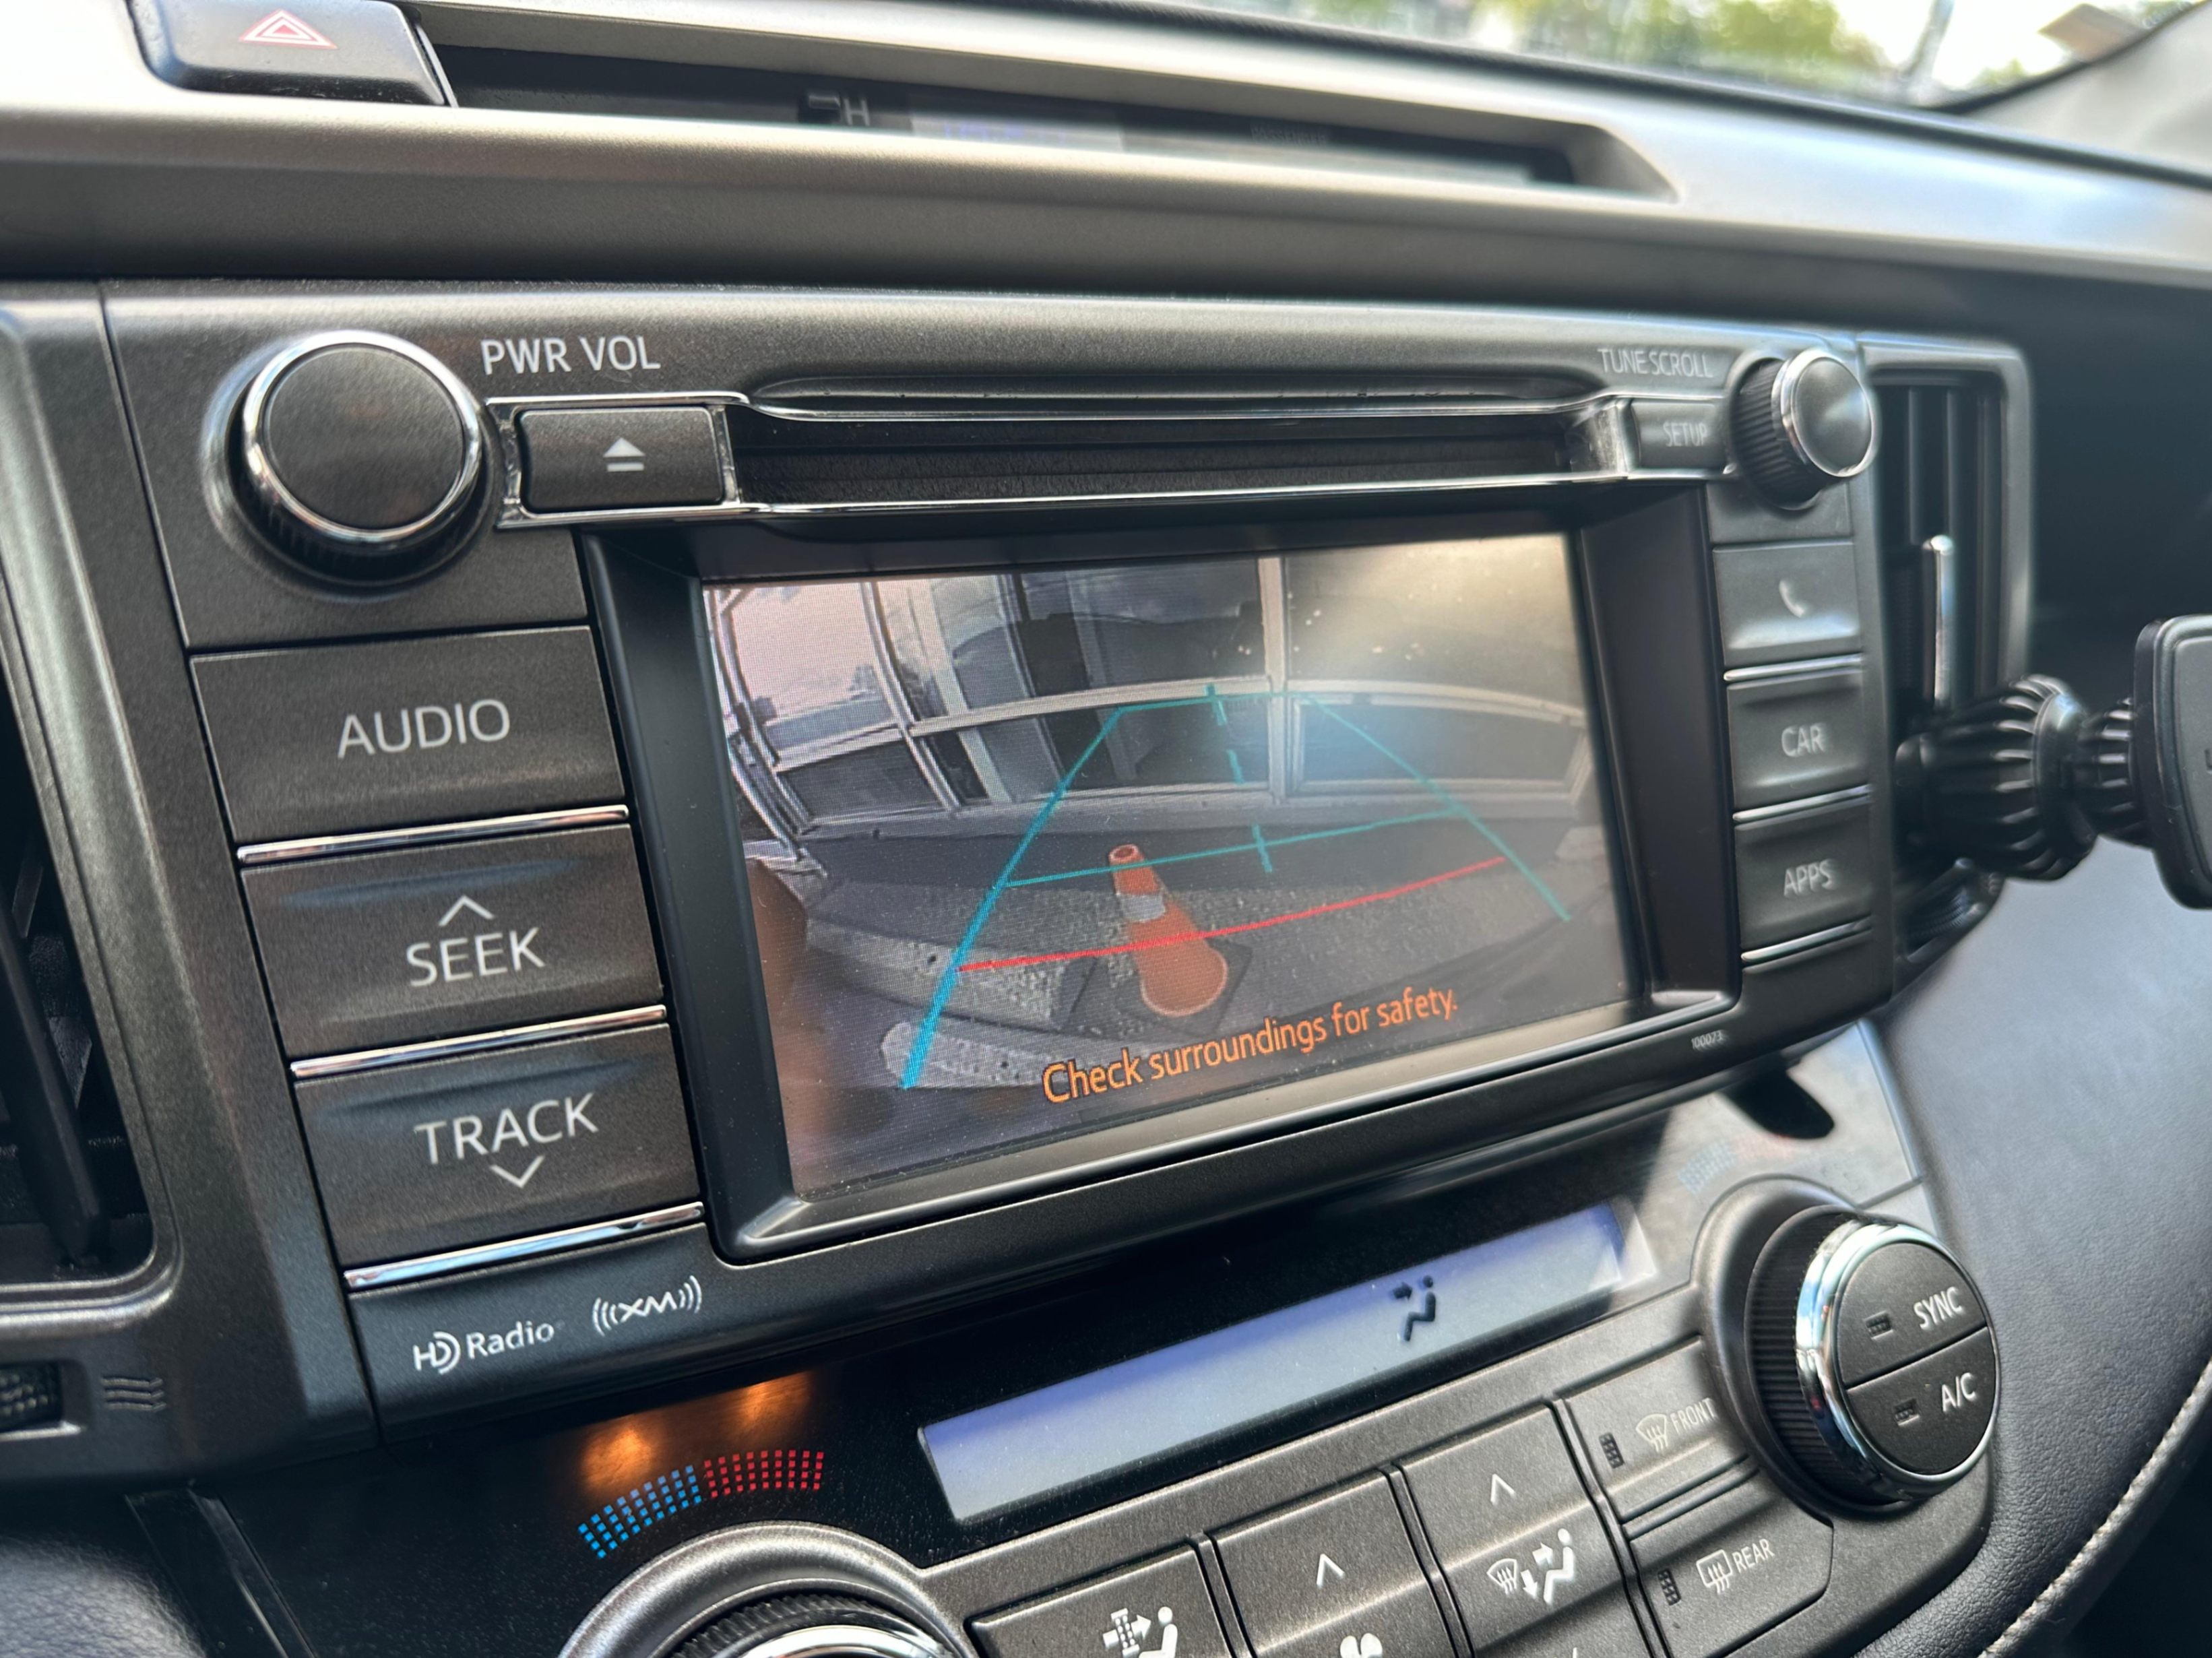 PWR VOL
TUNE·SCROLL
SETUP
AUDIO
SEEK
TRACK
CAR
APPS
Check surroundings for safety.
100073
HD Radio
((XM))
SYNC
A/C
FRONT
REAR